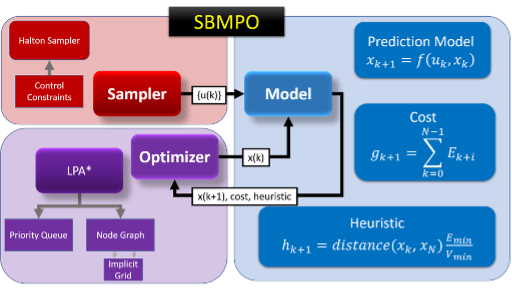 SBMPO
Halton Sampler
Control
Constraints
Sampler
{u(k)}
Model
Prediction Model
x_{k+1} = f(u_k, x_k)
Cost
g_{k+1} = \sum_{k=0}^{N-1} E_{k+i}
Optimizer
x(k)
LPA*
x(k+1), cost, heuristic
Priority Queue
Node Graph
Implicit
Grid
Heuristic
h_{k+1} = distance(x_k, x_N) \frac{E_{min}}{V_{min}}